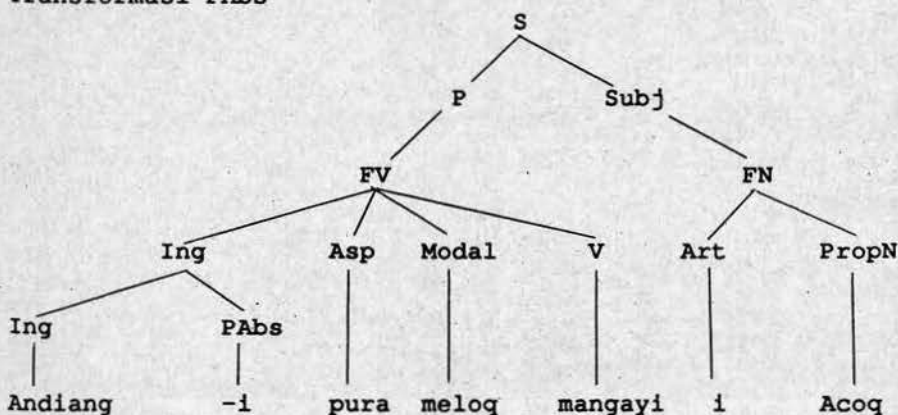 Transformasi PAbs
S
P Subj
FV FN
Ing Asp Modal V Art PropN
Ing PAbs
Andiang -i pura meloq mangayi i Acoq